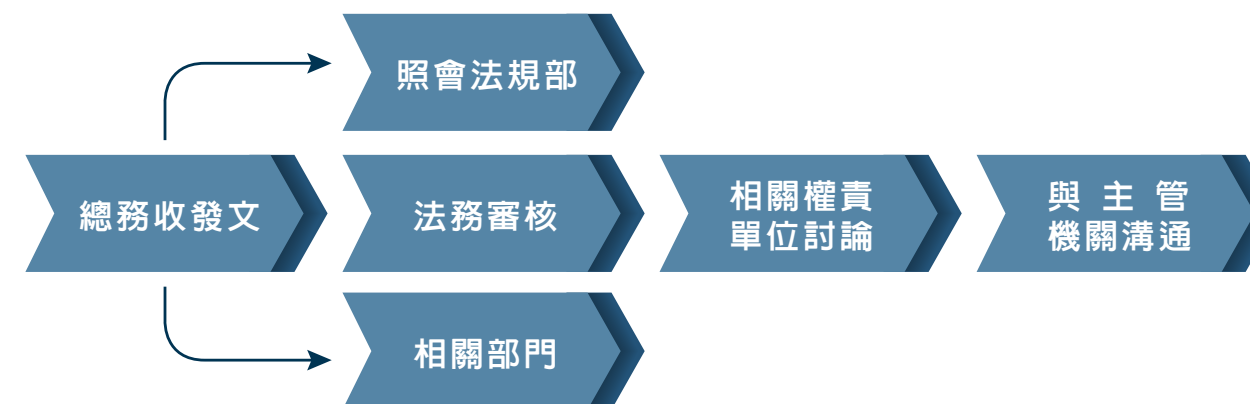 照會法規部
總務收發文
法務審核
相關權責
單位討論
與主管
機關溝通
相關部門